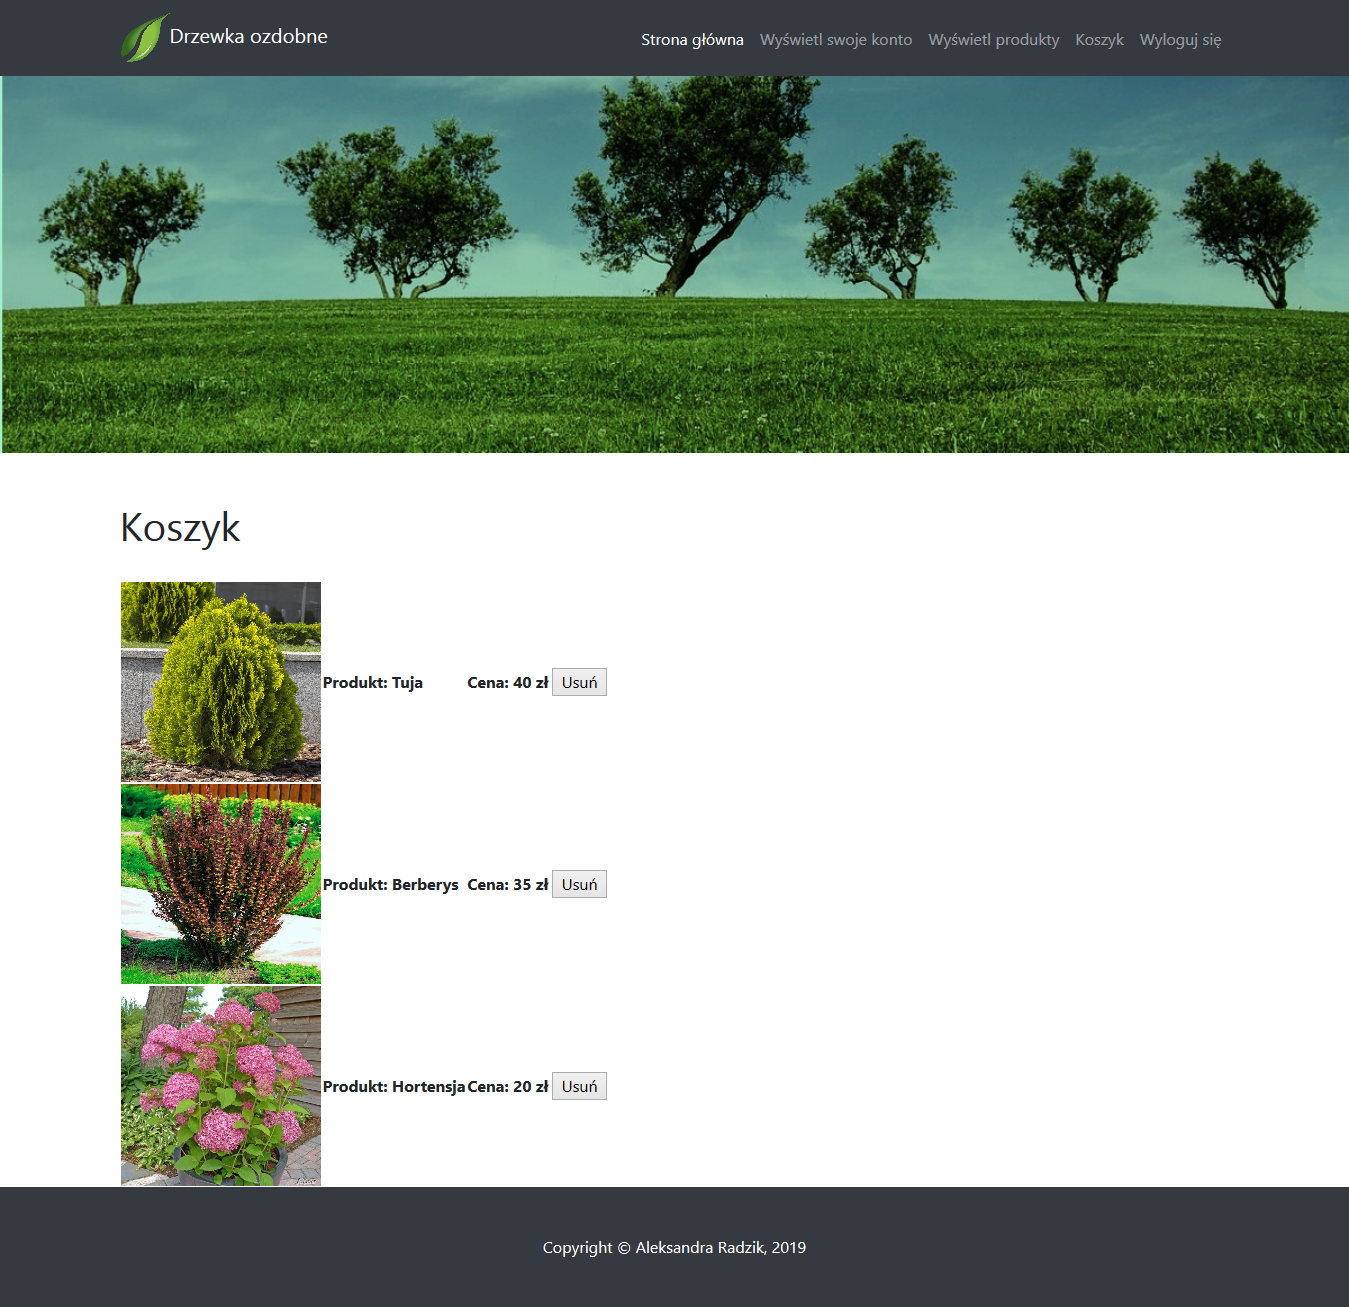 Drzewka ozdobne
Strona główna Wyświetl swoje konto Wyświetl produkty Koszyk Wyloguj się
Koszyk
Produkt: Tuja Cena: 40 zł Usuń
Produkt: Berberys Cena: 35 zł Usuń
Produkt: Hortensja Cena: 20 zł Usuń
Copyright © Aleksandra Radzik, 2019